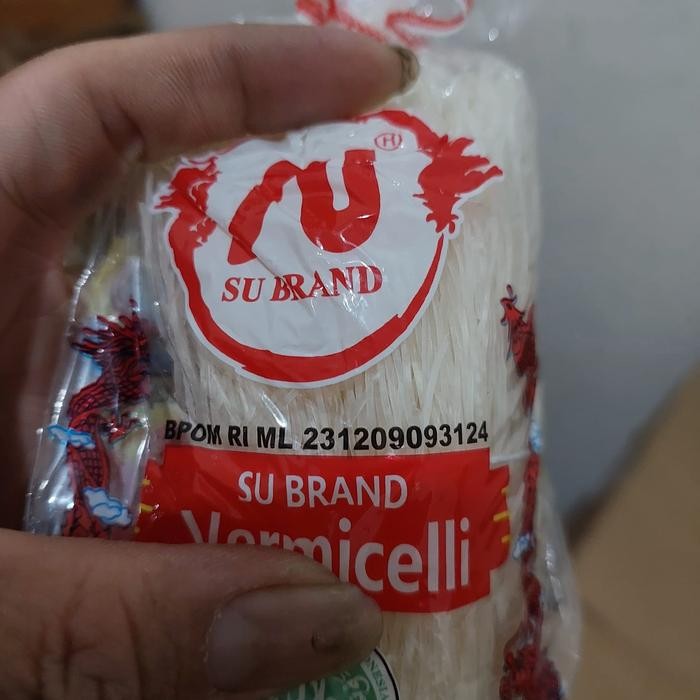 SU BRAND
BPOM RI ML 231209093124
SU BRAND
Vermicelli